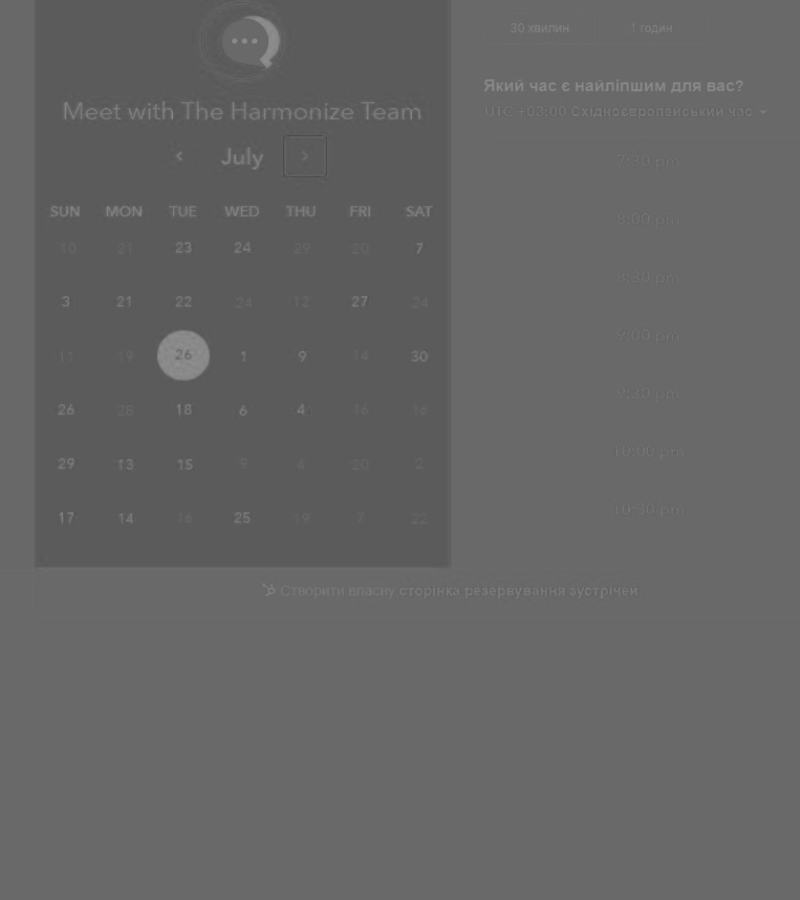 30 хвилин 1 годин
Meet with The Harmonize Team
July
SUN MON TUE WED THU FRI SAT
10 21 23 24 29 20 7
3 21 22 24 12 27 24
11 19 26 1 9 14 30
26 28 18 6 4 16 16
29 13 15 9 4 20 2
17 14 16 25 19 7 22
Який час є найліпшим для вас?
UTC +03:00 Східноєвропейський час
7:30 pm
8:00 pm
8:30 pm
9:00 pm
9:30 pm
10:00 pm
10:30 pm
Створити власну сторінка резервування зустрічей